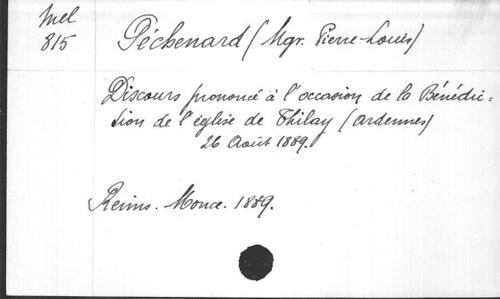 Mel
815
Péchenard (Mgr. Pierre-Louis)
Discours prononcé à l'occasion de la Bénédic=
tion de l'église de Thilay (Ardennes)
26 Août 1889.
Reims. Monce. 1889.